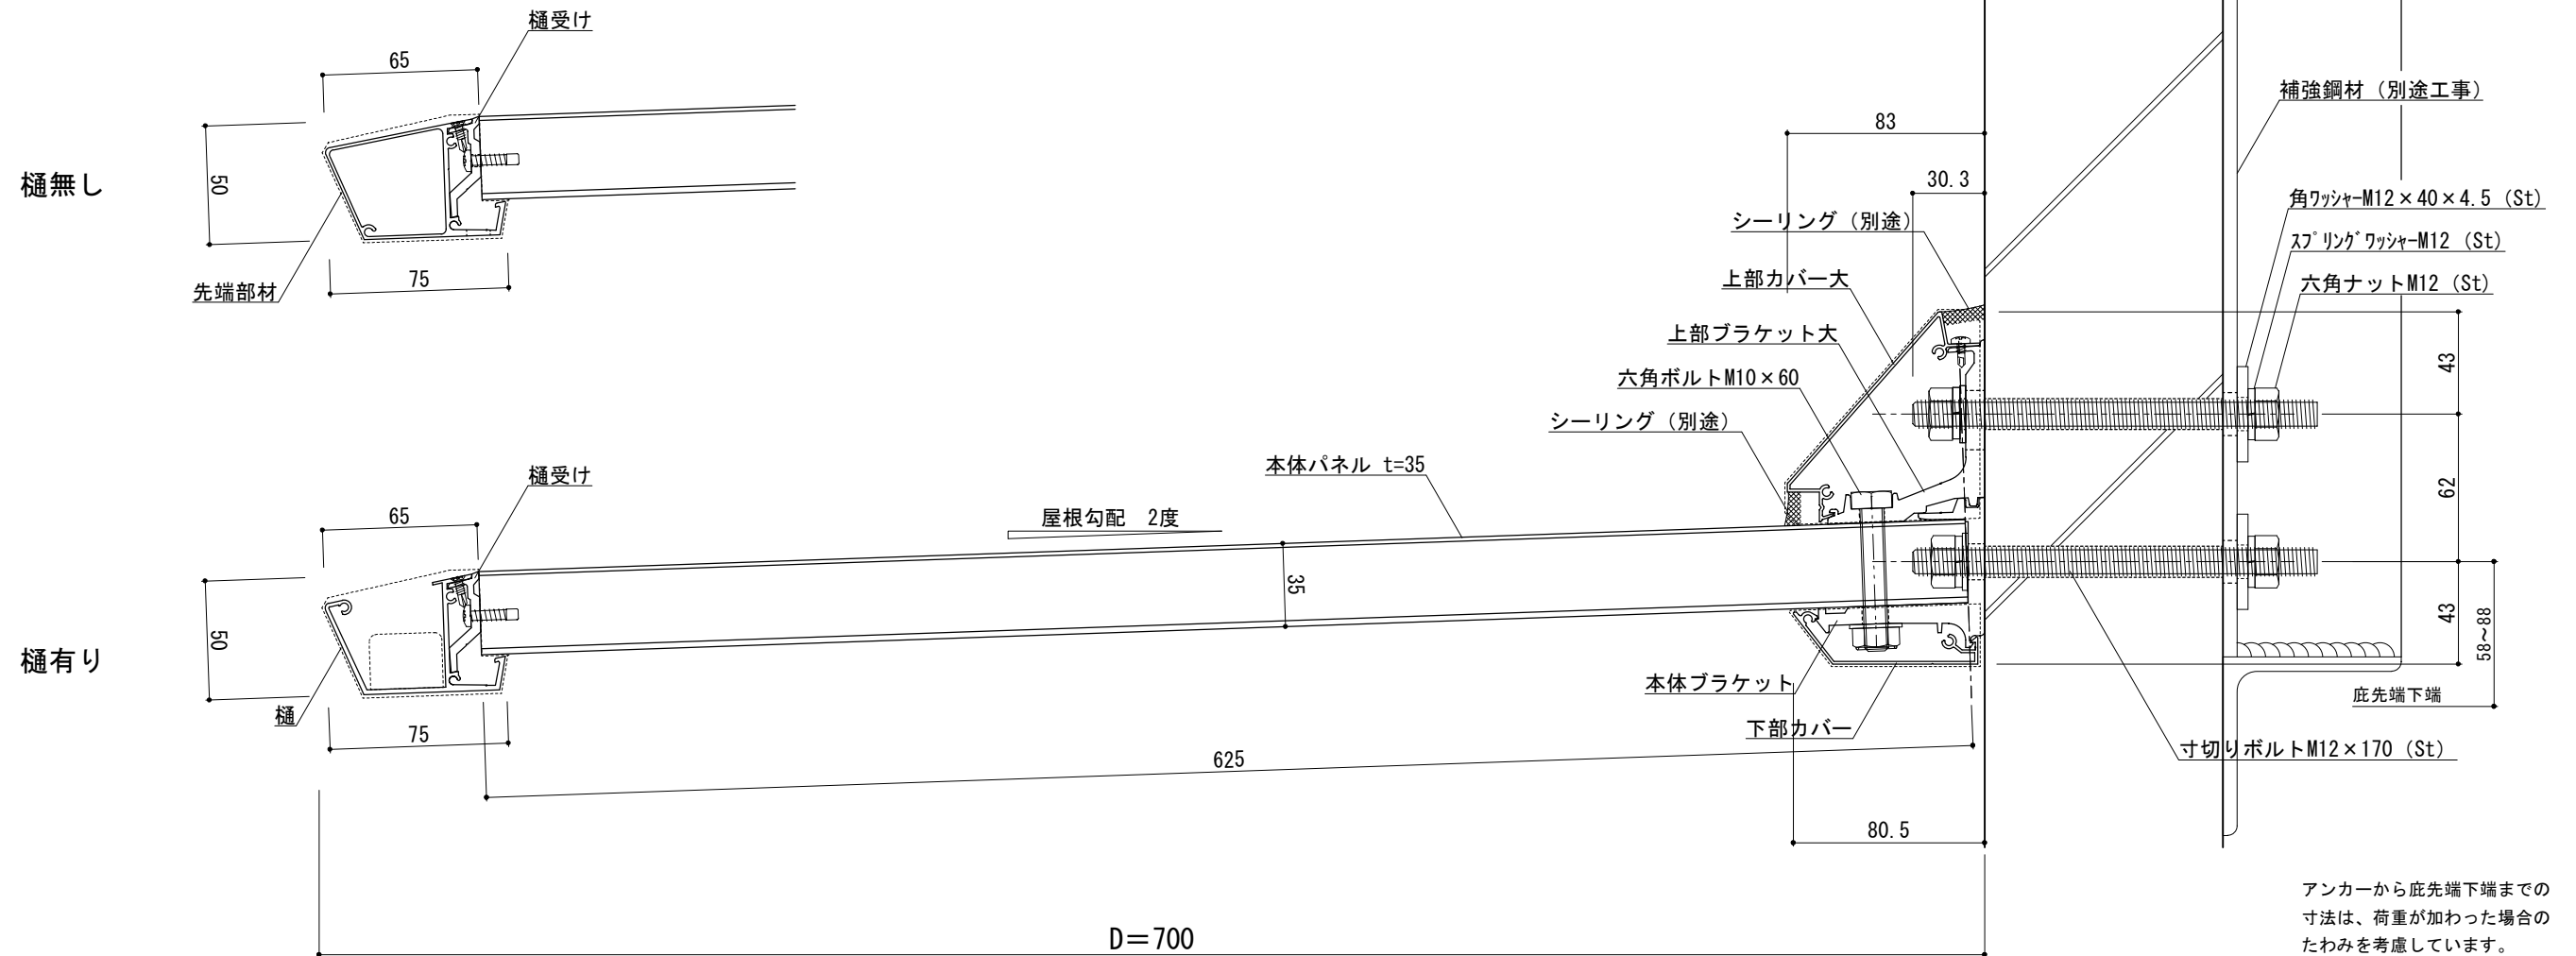 樋受け
65
50
樋無し
75
先端部材
補強鋼材（別途工事）
83
30.3
角ワッシャーM12×40×4.5（St）
シーリング（別途）
スプリングワッシャーM12（St）
上部カバー大
六角ナットM12（St）
上部ブラケット大
43
六角ボルトM10×60
シーリング（別途）
本体パネル t=35
樋受け
62
65
屋根勾配 2度
35
50
43
58~88
樋有り
本体ブラケット
庇先端下端
樋
下部カバー
75
寸切りボルトM12×170（St）
625
80.5
アンカーから庇先端下端までの
寸法は、荷重が加わった場合の
たわみを考慮しています。
D＝700